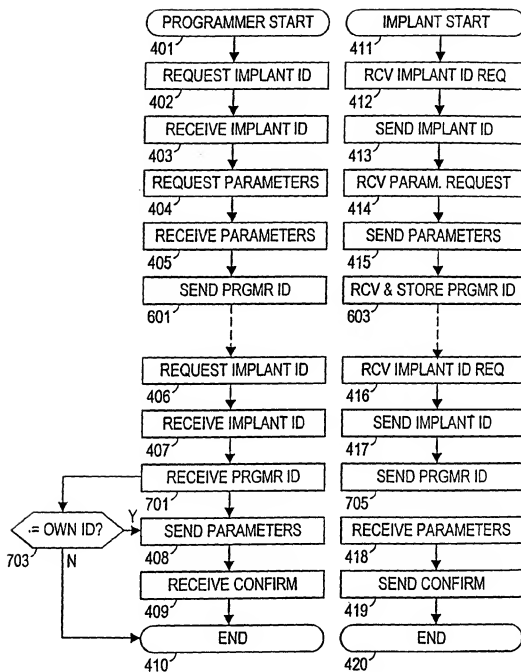 PROGRAMMER START
401
REQUEST IMPLANT ID
402
RECEIVE IMPLANT ID
403
REQUEST PARAMETERS
404
RECEIVE PARAMETERS
405
SEND PRGMR ID
601
REQUEST IMPLANT ID
406
RECEIVE IMPLANT ID
407
RECEIVE PRGMR ID
701
= OWN ID?
703
Y
N
SEND PARAMETERS
408
RECEIVE CONFIRM
409
END
410
IMPLANT START
411
RCV IMPLANT ID REQ
412
SEND IMPLANT ID
413
RCV PARAM. REQUEST
414
SEND PARAMETERS
415
RCV & STORE PRGMR ID
603
RCV IMPLANT ID REQ
416
SEND IMPLANT ID
417
SEND PRGMR ID
705
RECEIVE PARAMETERS
418
SEND CONFIRM
419
END
420